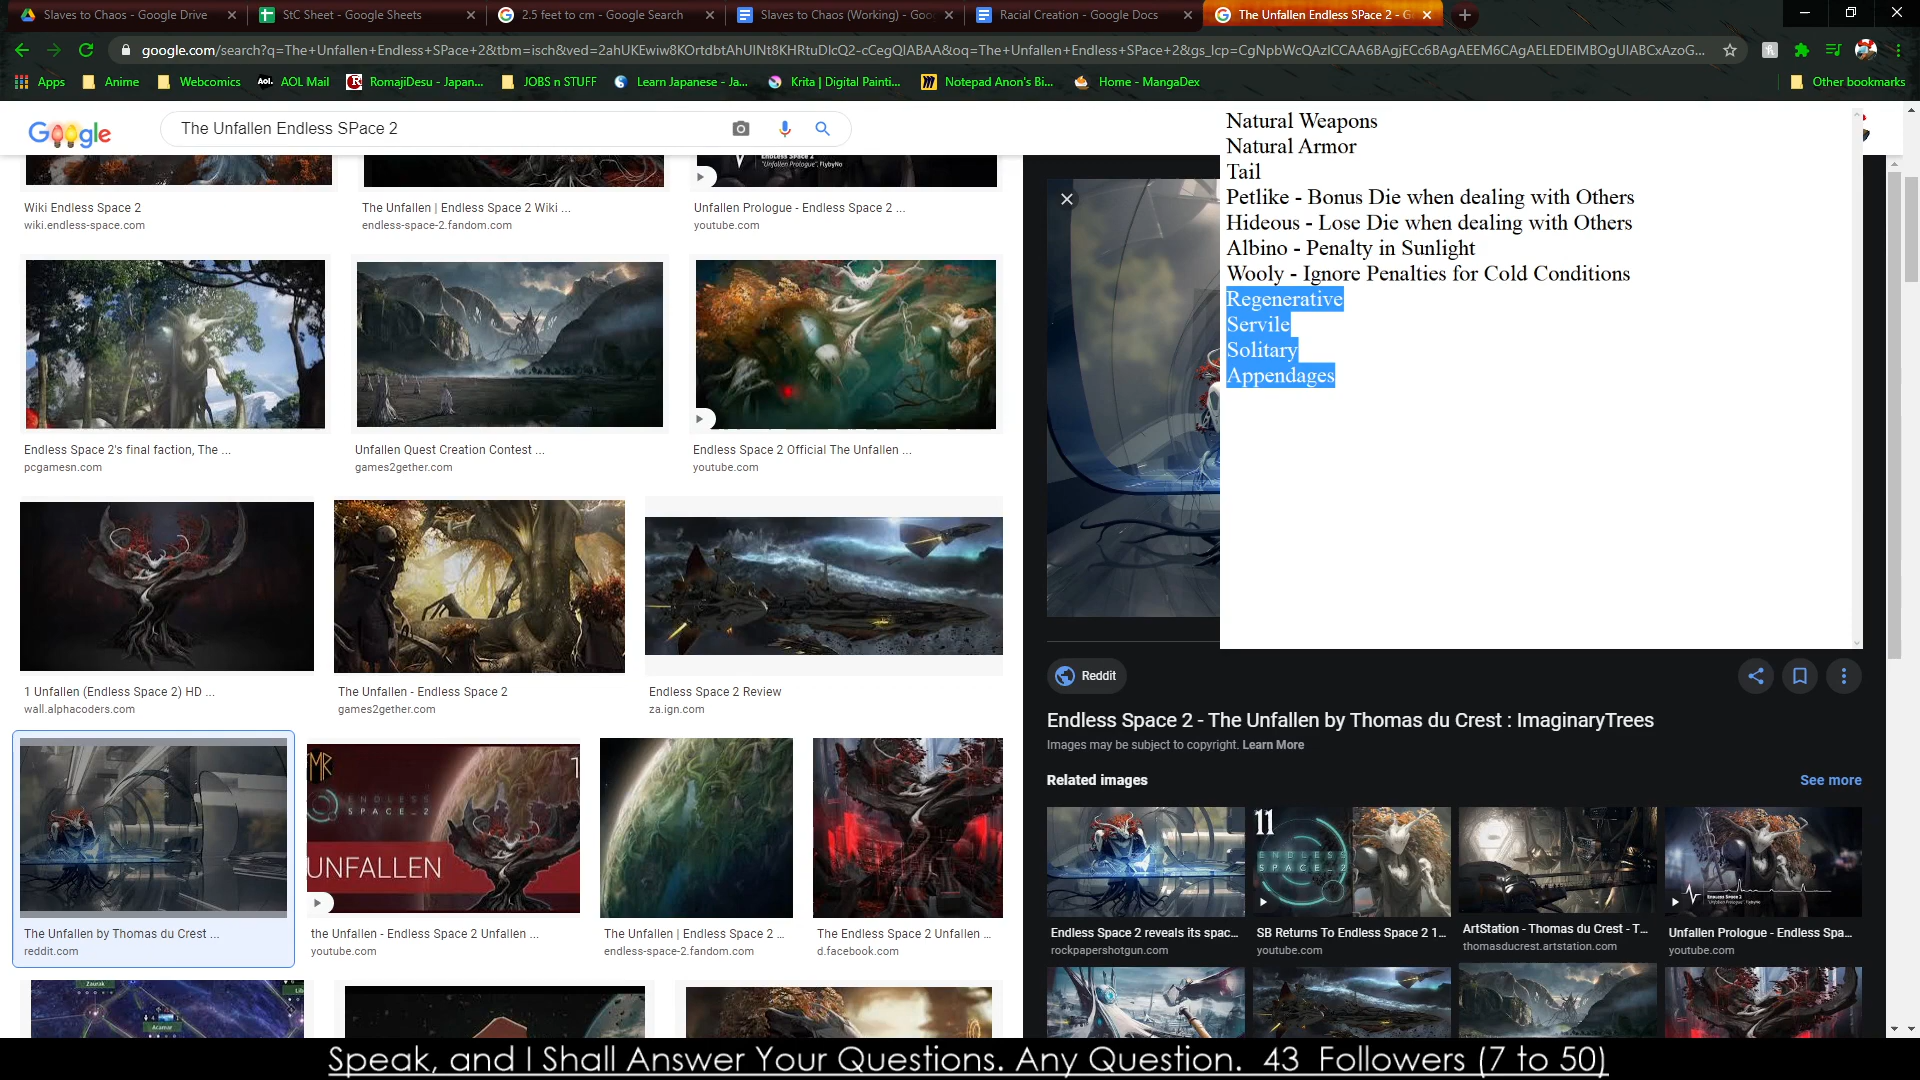 Slaves to Chaos - Google Drive
StC Sheet - Google Sheets
2.5 feet to cm - Google Search
Slaves to Chaos (Working) - Goo
Racial Creation - Google Docs
The Unfallen Endless SPace 2 - G
google.com/search?q=The+Unfallen+Endless+SPace+2&tbm=isch&ved=2ahUKEwiw8KOrtdbtAhUINt8KHRtuDlcQ2-cCegQIABAA&oq=The+Unfallen+Endless+SPace+2&gs_lcp=CgNpbWcQAzICCAA6BAgjECc6BAgAEEM6CAgAELEDEIMBOgUIABCxAzoG...
Apps
Anime
Webcomics
Aol.
AOL Mail
RomajiDesu - Japan...
JOBS n STUFF
Learn Japanese - Ja...
Krita | Digital Painti...
Notepad Anon's Bi...
Home - MangaDex
Other bookmarks
Google
The Unfallen Endless SPace 2
Natural Weapons
Natural Armor
Tail
Petlike - Bonus Die when dealing with Others
Hideous - Lose Die when dealing with Others
Albino - Penalty in Sunlight
Wooly - Ignore Penalties for Cold Conditions
Regenerative
Servile
Solitary
Appendages
"Unfallen Prologue", FlybyNo
Wiki Endless Space 2
wiki.endless-space.com
The Unfallen | Endless Space 2 Wiki ...
endless-space-2.fandom.com
Unfallen Prologue - Endless Space 2 ...
youtube.com
Endless Space 2's final faction, The ...
pcgamesn.com
Unfallen Quest Creation Contest ...
games2gether.com
Endless Space 2 Official The Unfallen ...
youtube.com
1 Unfallen (Endless Space 2) HD ...
wall.alphacoders.com
The Unfallen - Endless Space 2
games2gether.com
Endless Space 2 Review
za.ign.com
ENDLESS
SPACE_2
UNFALLEN
1
The Unfallen by Thomas du Crest ...
reddit.com
the Unfallen - Endless Space 2 Unfallen ...
youtube.com
The Unfallen | Endless Space 2 ...
endless-space-2.fandom.com
The Endless Space 2 Unfallen ...
d.facebook.com
Zaurak
Acamar
Reddit
Endless Space 2 - The Unfallen by Thomas du Crest : ImaginaryTrees
Images may be subject to copyright. Learn More
Related images
See more
11
ENDLESS
SPACE_2
Endless Space 2 reveals its spac...
rockpapershotgun.com
SB Returns To Endless Space 2 1...
youtube.com
ArtStation - Thomas du Crest - T...
thomasducrest.artstation.com
Unfallen Prologue - Endless Spa...
youtube.com
Speak, and I Shall Answer Your Questions. Any Question. 43 Followers (7 to 50)